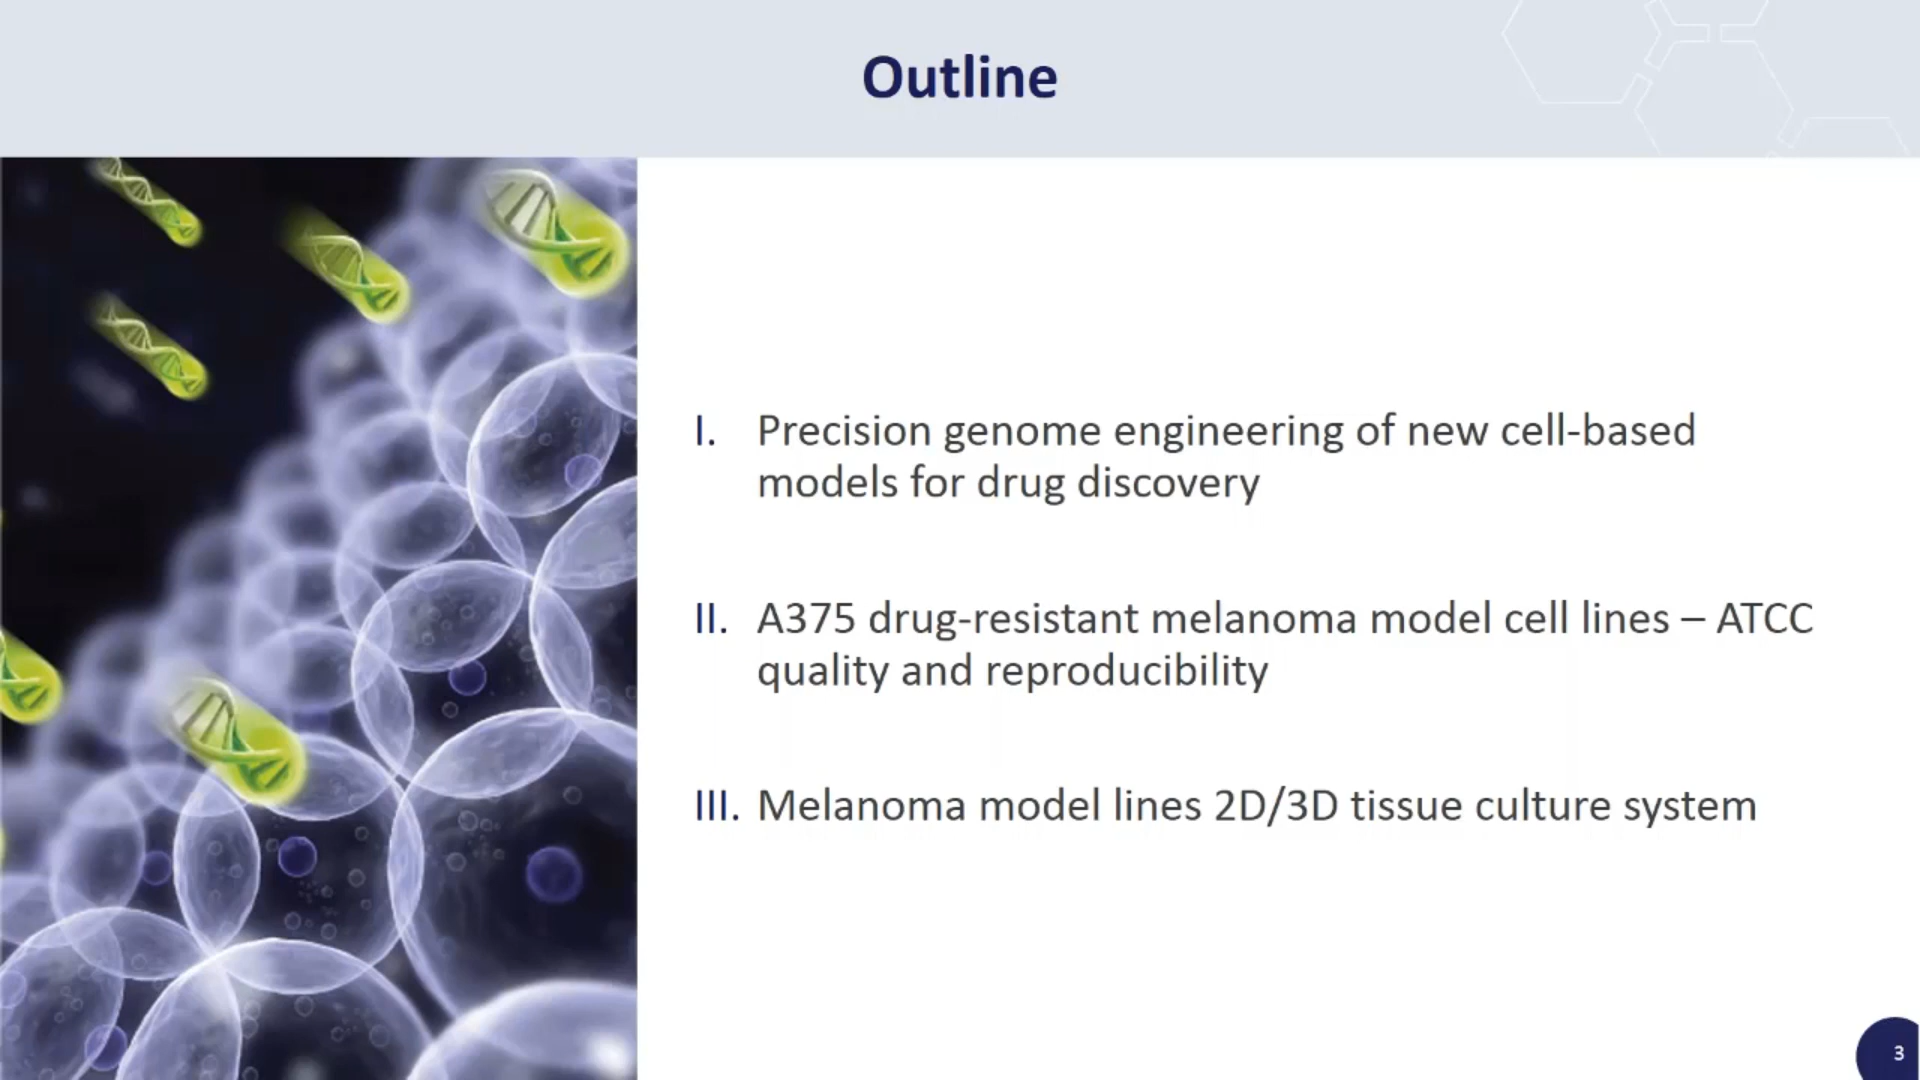 Outline
I. Precision genome engineering of new cell-based
models for drug discovery
II. A375 drug-resistant melanoma model cell lines – ATCC
quality and reproducibility
III. Melanoma model lines 2D/3D tissue culture system
3